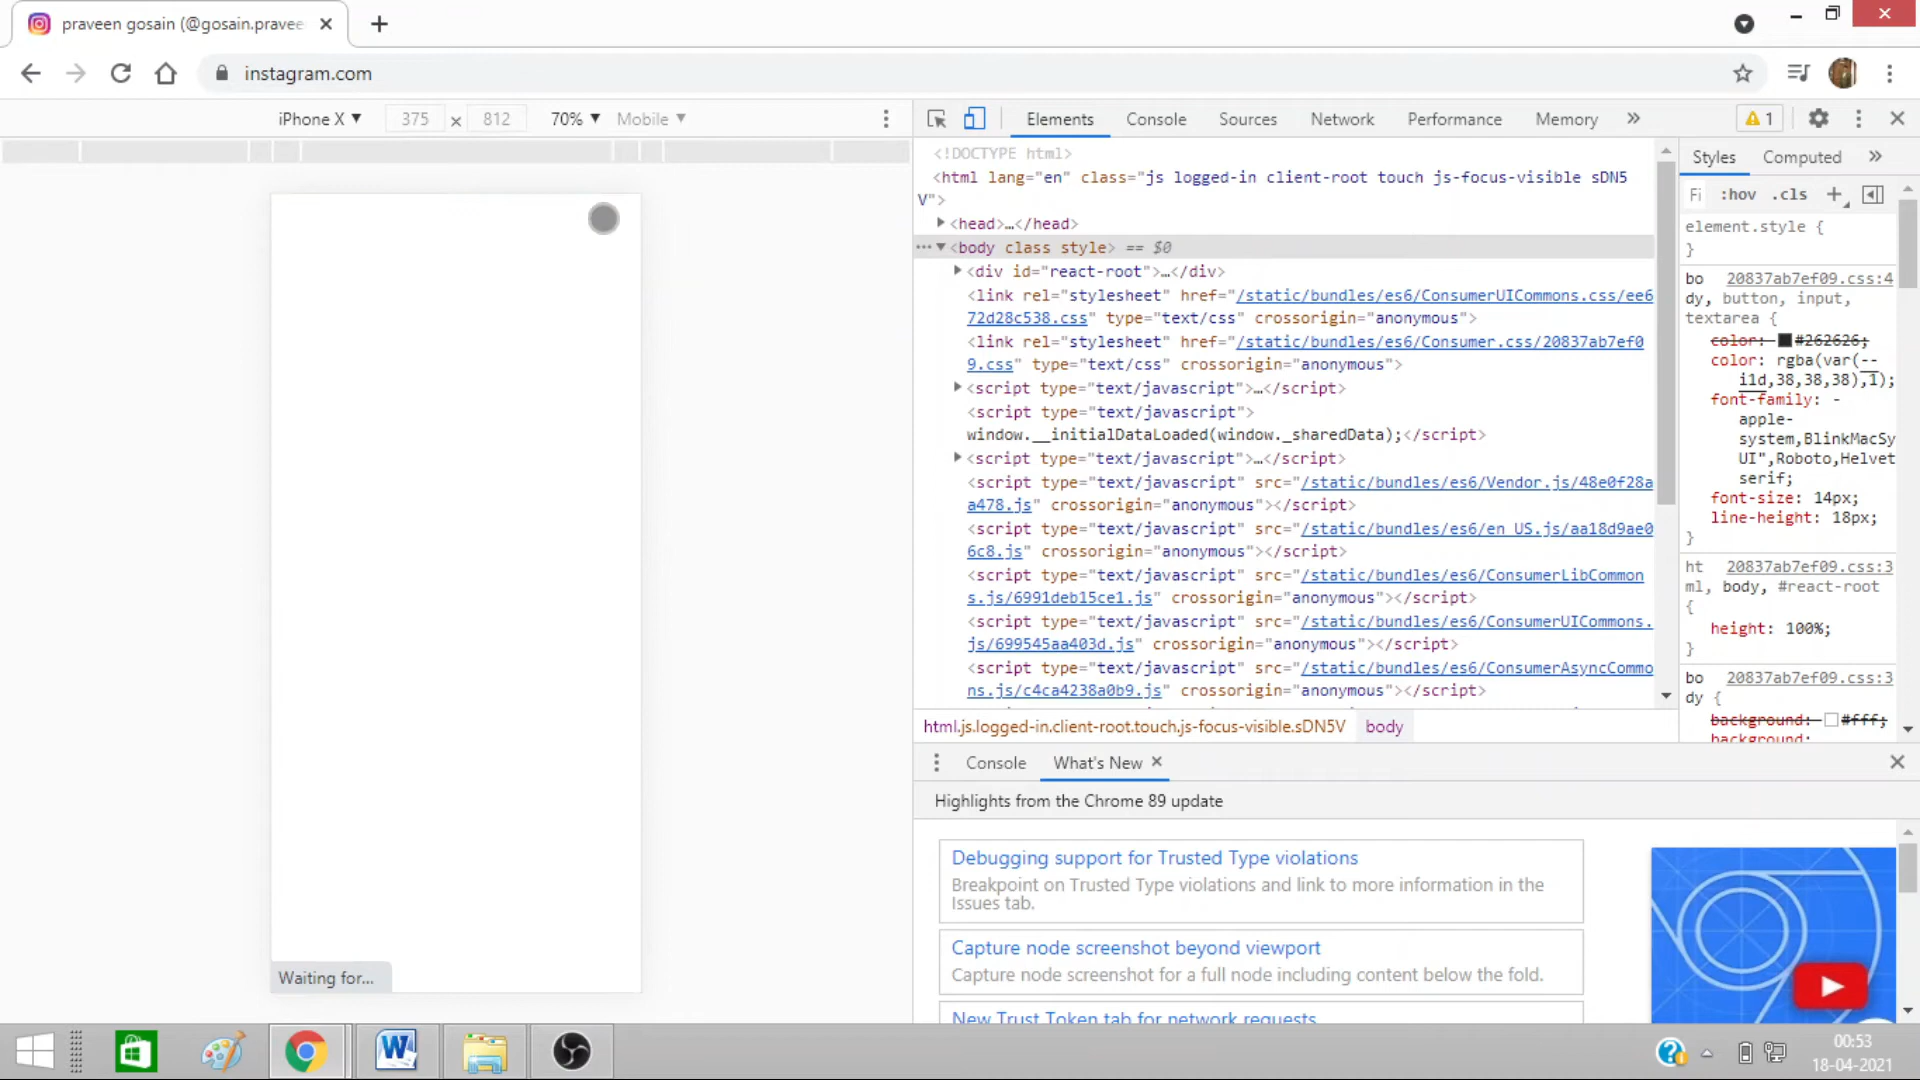 praveen gosain (@gosain.pravee
instagram.com
iPhone X 375 × 812 70% Mobile
Elements Console Sources Network Performance Memory » 1
<!DOCTYPE html>
<html lang="en" class="js logged-in client-root touch js-focus-visible sDN5
V">
<head>…</head>
… <body class style> == $0
<div id="react-root">…</div>
<link rel="stylesheet" href="/static/bundles/es6/ConsumerUICommons.css/ee6
72d28c538.css" type="text/css" crossorigin="anonymous">
<link rel="stylesheet" href="/static/bundles/es6/Consumer.css/20837ab7ef0
9.css" type="text/css" crossorigin="anonymous">
<script type="text/javascript">…</script>
<script type="text/javascript">
window.__initialDataLoaded(window._sharedData);</script>
<script type="text/javascript">…</script>
<script type="text/javascript" src="/static/bundles/es6/Vendor.js/48e0f28a
a478.js" crossorigin="anonymous"></script>
<script type="text/javascript" src="/static/bundles/es6/en_US.js/aa18d9ae0
6c8.js" crossorigin="anonymous"></script>
<script type="text/javascript" src="/static/bundles/es6/ConsumerLibCommon
s.js/6991deb15ce1.js" crossorigin="anonymous"></script>
<script type="text/javascript" src="/static/bundles/es6/ConsumerUICommons.
js/699545aa403d.js" crossorigin="anonymous"></script>
<script type="text/javascript" src="/static/bundles/es6/ConsumerAsyncCommo
ns.js/c4ca4238a0b9.js" crossorigin="anonymous"></script>
html.js.logged-in.client-root.touch.js-focus-visible.sDN5V body
Styles Computed »
Fi :hov .cls +
element.style {
}
bo 20837ab7ef09.css:4
dy, button, input,
textarea {
color: #262626;
color: rgba(var(--
i1d,38,38,38),1);
font-family: -
apple-
system,BlinkMacSy
UI",Roboto,Helvet
serif;
font-size: 14px;
line-height: 18px;
}
ht 20837ab7ef09.css:3
ml, body, #react-root
{
height: 100%;
}
bo 20837ab7ef09.css:3
dy {
background: #fff;
background:
Console What's New ×
Highlights from the Chrome 89 update
Debugging support for Trusted Type violations
Breakpoint on Trusted Type violations and link to more information in the
Issues tab.
Capture node screenshot beyond viewport
Capture node screenshot for a full node including content below the fold.
New Trust Token tab for network requests
Waiting for...
00:53
18-04-2021